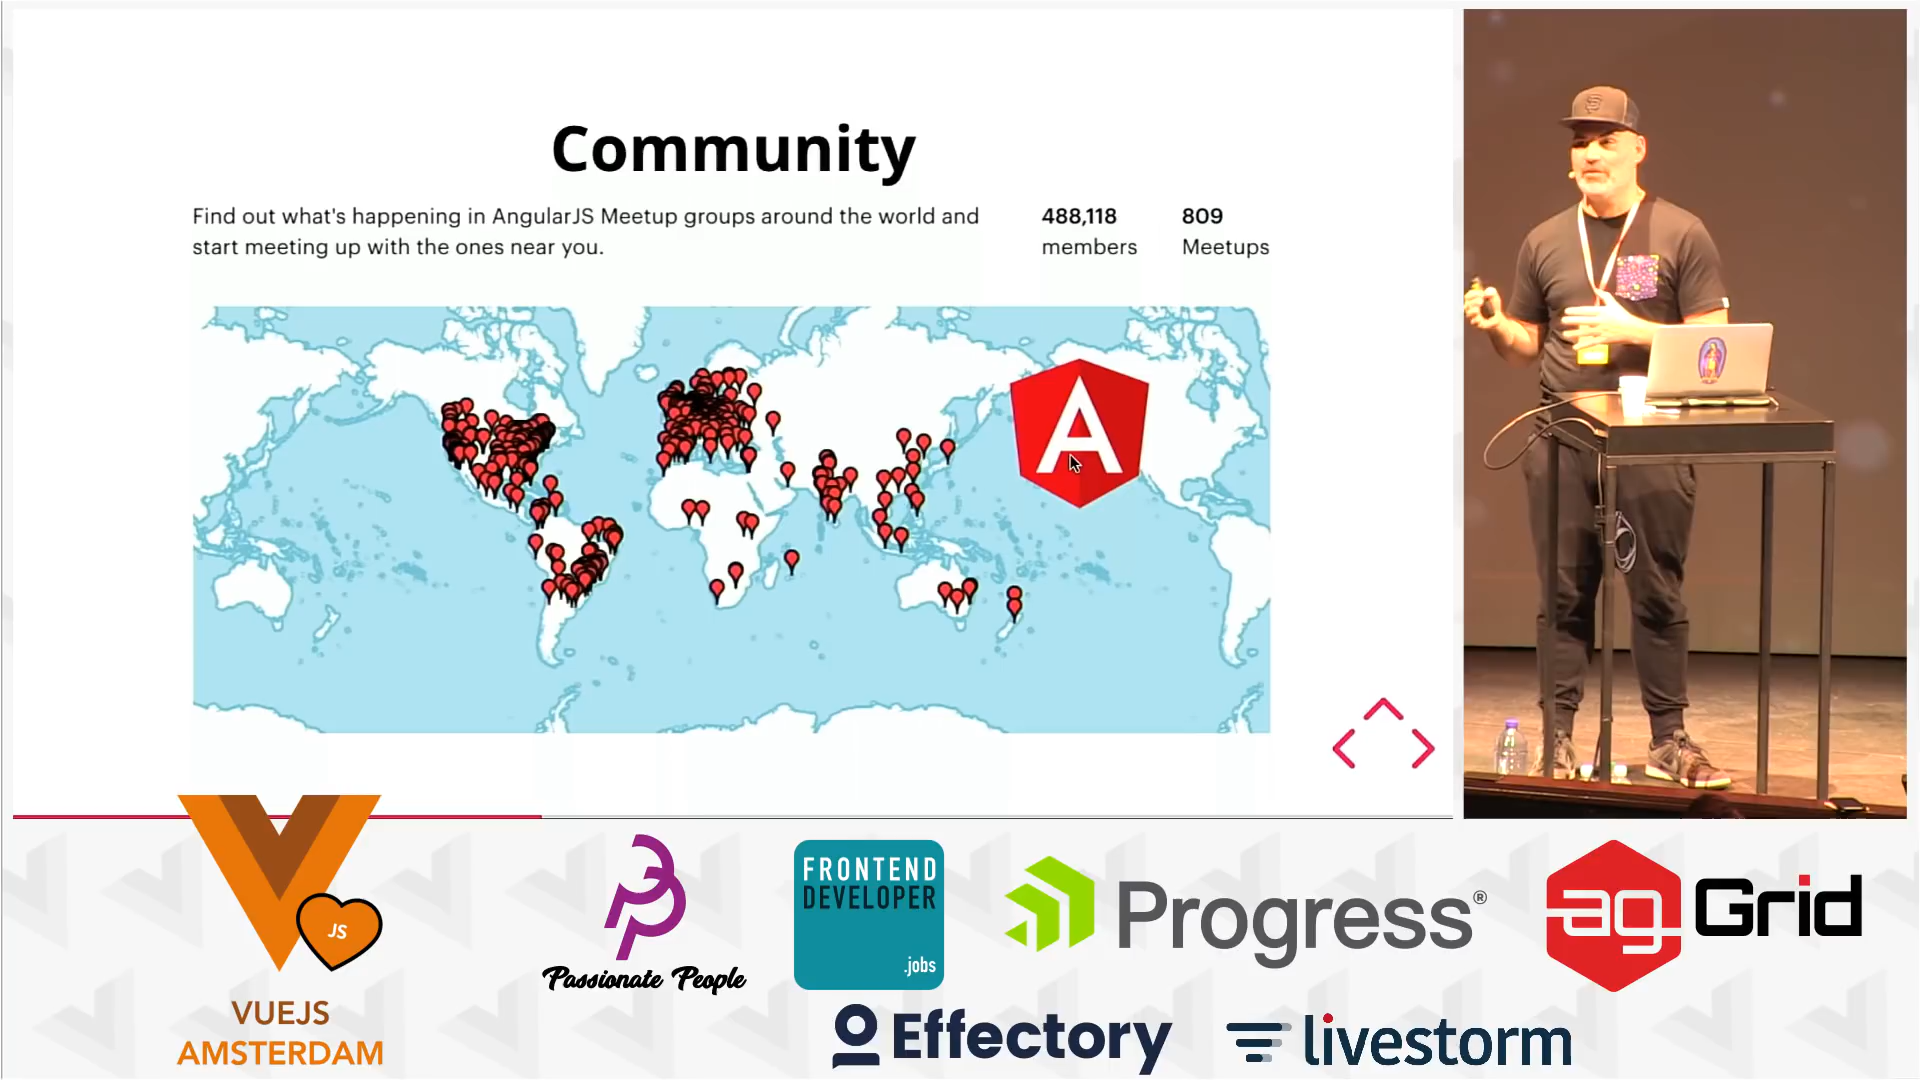 Community
Find out what's happening in AngularJS Meetup groups around the world and
start meeting up with the ones near you.
488,118
members
809
Meetups
A
JS
VUEJS
AMSTERDAM
Passionate People
FRONTEND
DEVELOPER
.jobs
Progress®
ag Grid
Effectory
livestorm